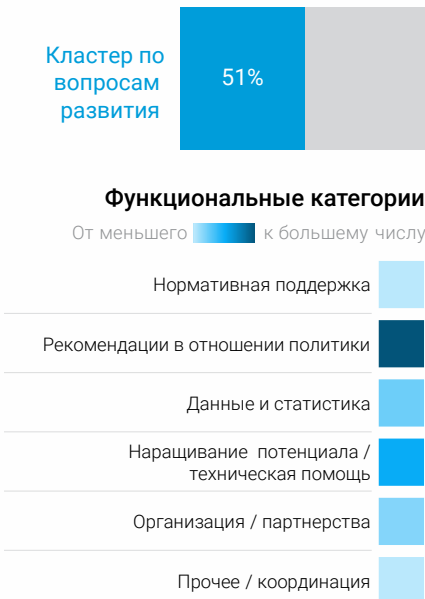 Кластер по
вопросам
развития
51%
Функциональные категории
От меньшего к большему числу
Нормативная поддержка
Рекомендации в отношении политики
Данные и статистика
Наращивание потенциала /
техническая помощь
Организация / партнерства
Прочее / координация